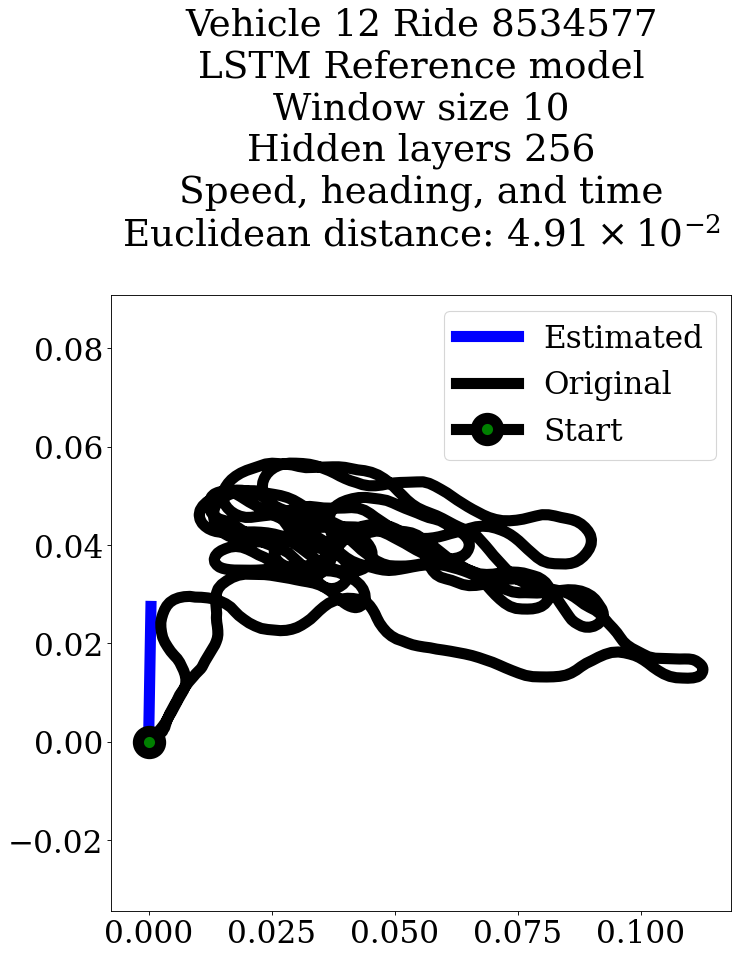 Vehicle 12 Ride 8534577
LSTM Reference model
Window size 10
Hidden layers 256
Speed, heading, and time
Euclidean distance: 4.91 × 10⁻²
Estimated
Original
Start
0.08
0.06
0.04
0.02
0.00
−0.02
0.000 0.025 0.050 0.075 0.100